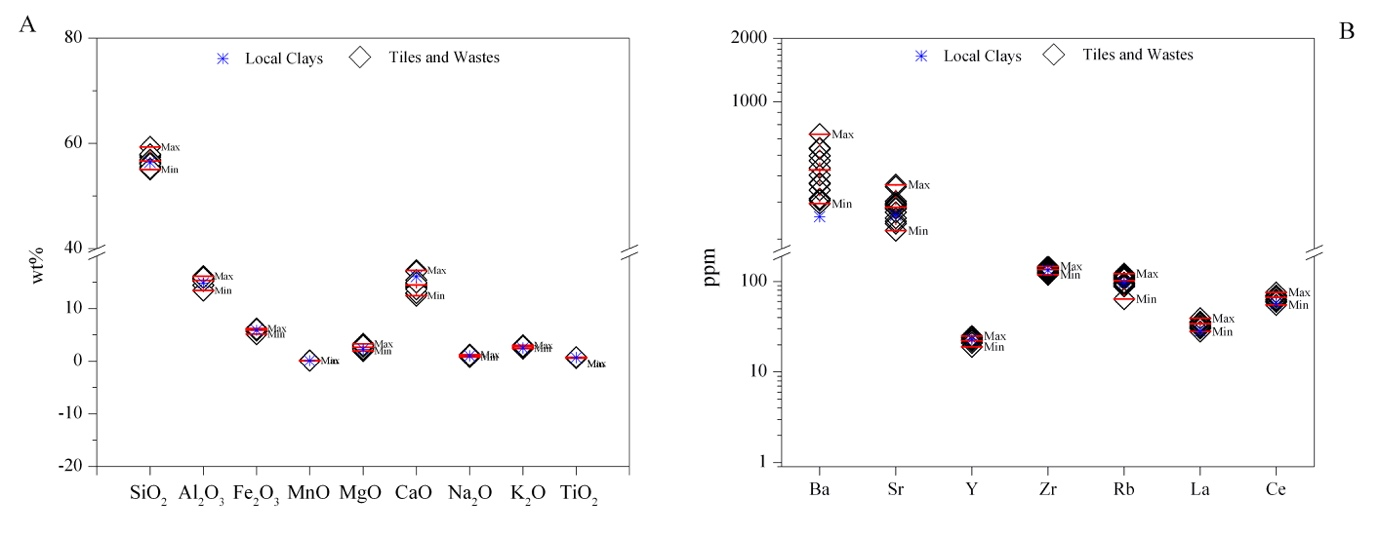 A
B
80
60
40
10
0
-10
-20
wt%
Local Clays
Tiles and Wastes
Max
Min
Max
Min
Max
Min
Max
Min
Max
Min
Max
Min
Max
Min
Max
SiO₂ Al₂O₃ Fe₂O₃ MnO MgO CaO Na₂O K₂O TiO₂
2000
1000
100
10
1
ppm
Local Clays
Tiles and Wastes
Max
Min
Max
Min
Max
Min
Max
Min
Max
Min
Max
Min
Max
Min
Ba Sr Y Zr Rb La Ce